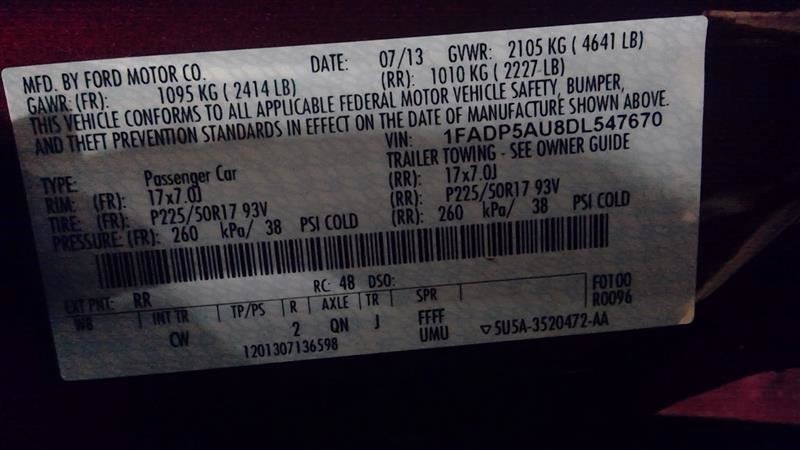 MFD. BY FORD MOTOR CO. DATE: 07/13 GVWR: 2105 KG ( 4641 LB)
GAWR: (FR): 1095 KG ( 2414 LB) (RR): 1010 KG ( 2227 LB)
THIS VEHICLE CONFORMS TO ALL APPLICABLE FEDERAL MOTOR VEHICLE SAFETY, BUMPER,
AND THEFT PREVENTION STANDARDS IN EFFECT ON THE DATE OF MANUFACTURE SHOWN ABOVE.
VIN: 1FADP5AU8DL547670
TYPE: Passenger Car TRAILER TOWING - SEE OWNER GUIDE
RIM: (FR): 17x7.0J (RR): 17x7.0J
TIRE: (FR): P225/50R17 93V (RR): P225/50R17 93V
PRESSURE: (FR): 260 kPa/ 38 PSI COLD (RR): 260 kPa/ 38 PSI COLD
EXT PNT: RR RC: 48 DSO: F0100
WB INT TR TP/PS R AXLE TR SPR R0096
CW 2 QN J FFFF
UMU ▽5U5A-3520472-AA
1201307136598